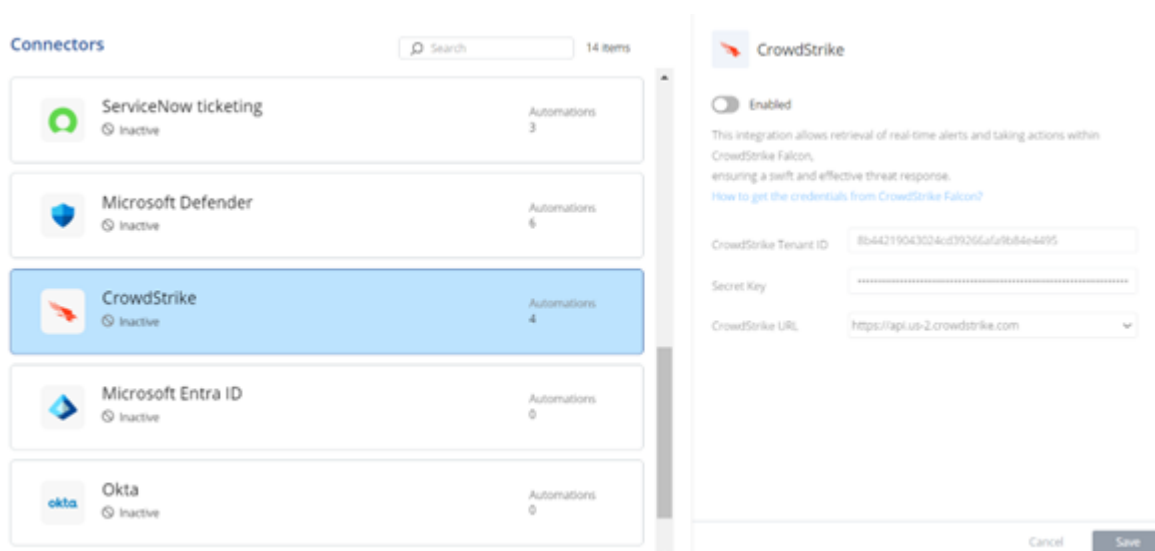 Connectors
Search
14 items
ServiceNow ticketing
Inactive
Automations
3
Microsoft Defender
Inactive
Automations
6
CrowdStrike
Inactive
Automations
4
Microsoft Entra ID
Inactive
Automations
0
okta
Okta
Inactive
Automations
0
CrowdStrike
Enabled
This integration allows retrieval of real-time alerts and taking actions within
CrowdStrike Falcon,
ensuring a swift and effective threat response.
How to get the credentials from CrowdStrike Falcon?
CrowdStrike Tenant ID
Secret Key
CrowdStrike URL
https://api.us-2.crowdstrike.com
Cancel
Save